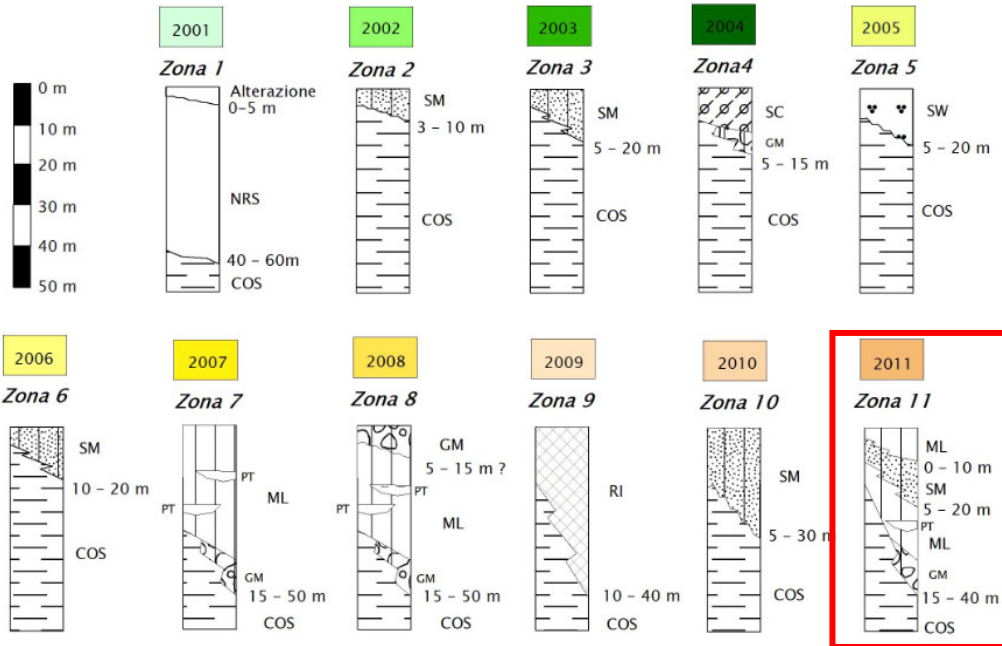 2001
2002
2003
2004
2005
Zona 1
Zona 2
Zona 3
Zona4
Zona 5
0 m
10 m
20 m
30 m
40 m
50 m
Alterazione
0-5 m
NRS
40 - 60m
COS
SM
3 - 10 m
COS
SM
5 - 20 m
COS
SC
GM
5 - 15 m
COS
SW
5 - 20 m
COS
2006
2007
2008
2009
2010
2011
Zona 6
Zona 7
Zona 8
Zona 9
Zona 10
Zona 11
SM
10 - 20 m
COS
PT
ML
PT
GM
15 - 50 m
COS
GM
5 - 15 m ?
PT
PT
ML
GM
15 - 50 m
COS
RI
10 - 40 m
COS
SM
5 - 30 m
COS
ML
0 - 10 m
SM
5 - 20 m
PT
ML
GM
15 - 40 m
COS